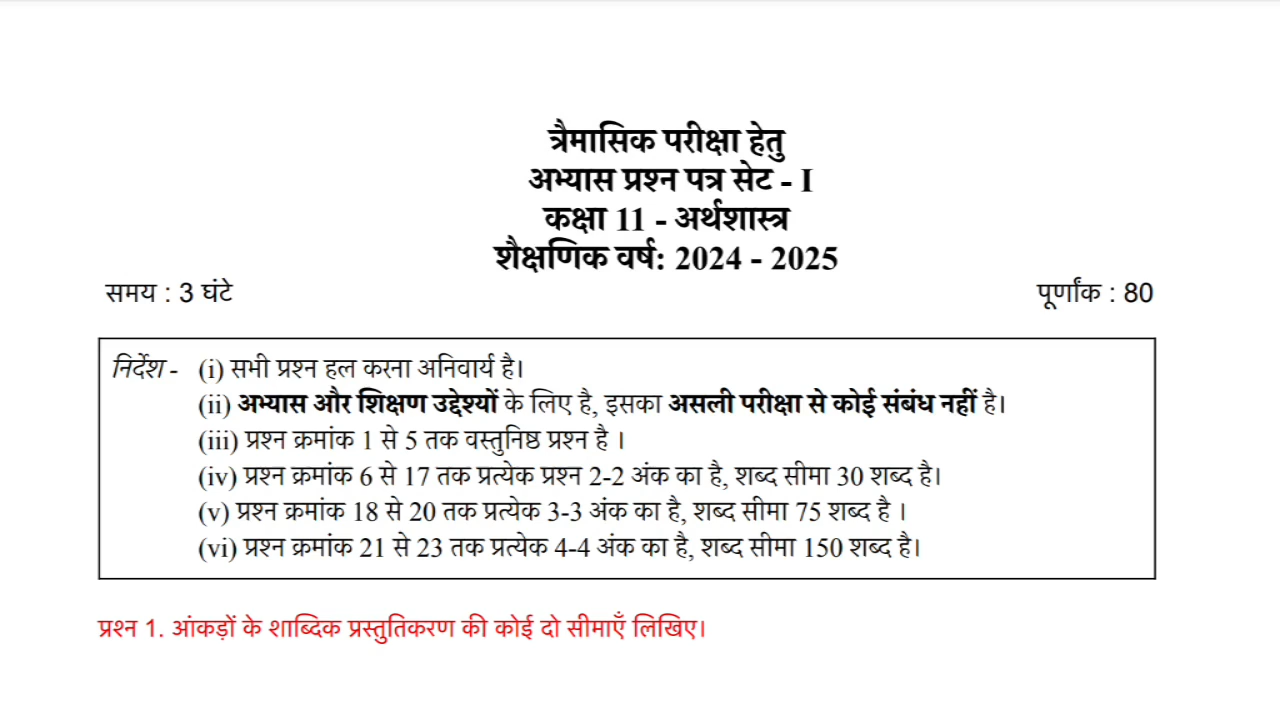 त्रैमासिक परीक्षा हेतु
अभ्यास प्रश्न पत्र सेट - I
कक्षा 11 - अर्थशास्त्र
शैक्षणिक वर्ष: 2024 - 2025
समय : 3 घंटे पूर्णांक : 80
निर्देश - (i) सभी प्रश्न हल करना अनिवार्य है।
(ii) अभ्यास और शिक्षण उद्देश्यों के लिए है, इसका असली परीक्षा से कोई संबंध नहीं है।
(iii) प्रश्न क्रमांक 1 से 5 तक वस्तुनिष्ठ प्रश्न है ।
(iv) प्रश्न क्रमांक 6 से 17 तक प्रत्येक प्रश्न 2-2 अंक का है, शब्द सीमा 30 शब्द है।
(v) प्रश्न क्रमांक 18 से 20 तक प्रत्येक 3-3 अंक का है, शब्द सीमा 75 शब्द है ।
(vi) प्रश्न क्रमांक 21 से 23 तक प्रत्येक 4-4 अंक का है, शब्द सीमा 150 शब्द है।
प्रश्न 1. आंकड़ों के शाब्दिक प्रस्तुतिकरण की कोई दो सीमाएँ लिखिए।